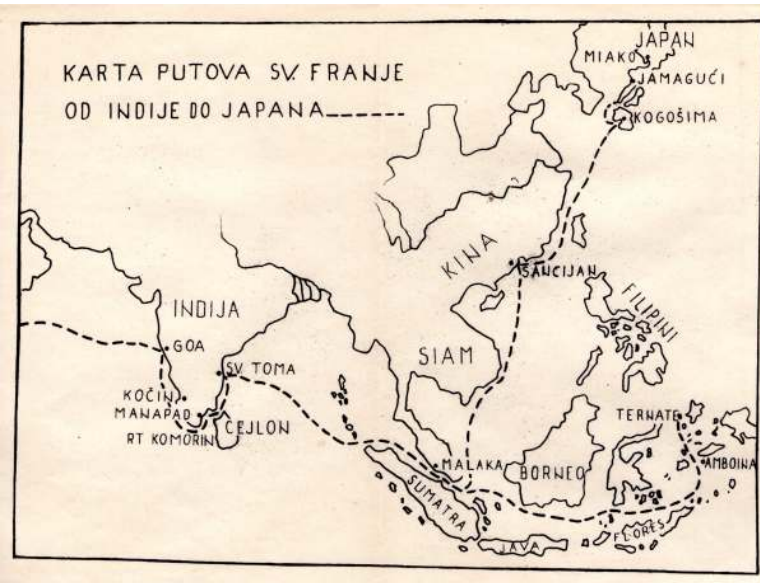 KARTA PUTOVA SV. FRANJE
OD INDIJE DO JAPANA
JAPAN
MIAKO
JAMAGUĆI
KOGOŠIMA
KINA
SANCIJAN
INDIJA
FILIPINI
GOA
SIAM
SV. TOMA
KOČIN
MANAPAD
RT KOMORIN
ČEJLON
TERNATE
MALAKA
BORNEO
AMBOINA
SUMATRA
FLORES
JAVA